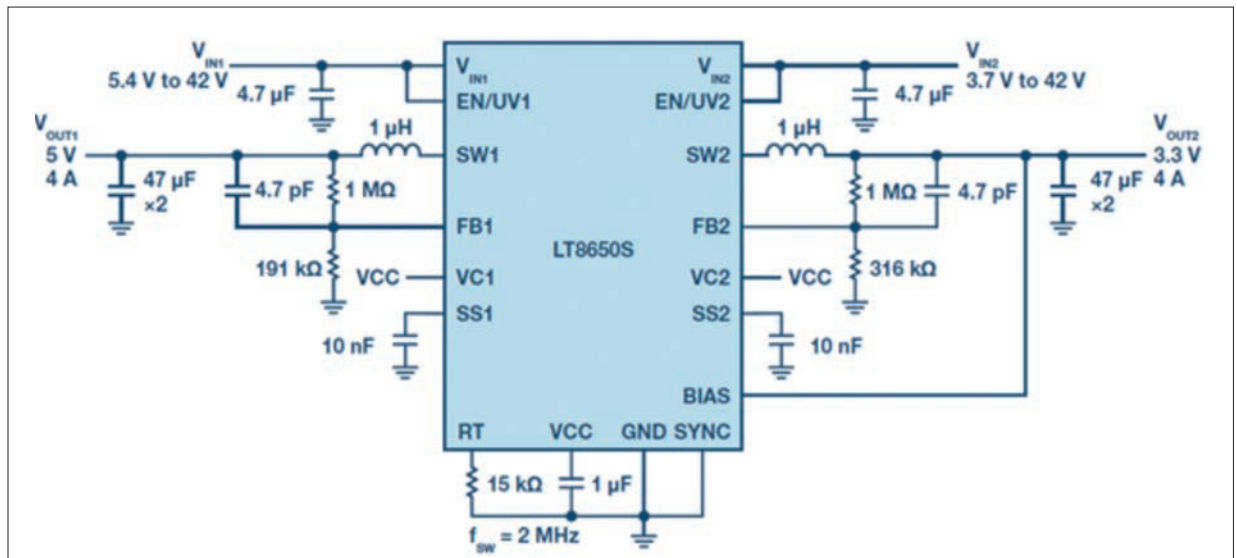 VIN1
5.4 V to 42 V
4.7 µF
VIN1
EN/UV1
VIN2
EN/UV2
VIN2
3.7 V to 42 V
4.7 µF
VOUT1
5 V
4 A
47 µF
×2
4.7 pF
1 µH
1 MΩ
SW1
SW2
1 µH
1 MΩ
4.7 pF
VOUT2
3.3 V
4 A
47 µF
×2
FB1
LT8650S
FB2
191 kΩ
316 kΩ
VCC
VC1
VC2
VCC
SS1
SS2
10 nF
10 nF
BIAS
RT
VCC
GND
SYNC
15 kΩ
1 µF
fSW = 2 MHz